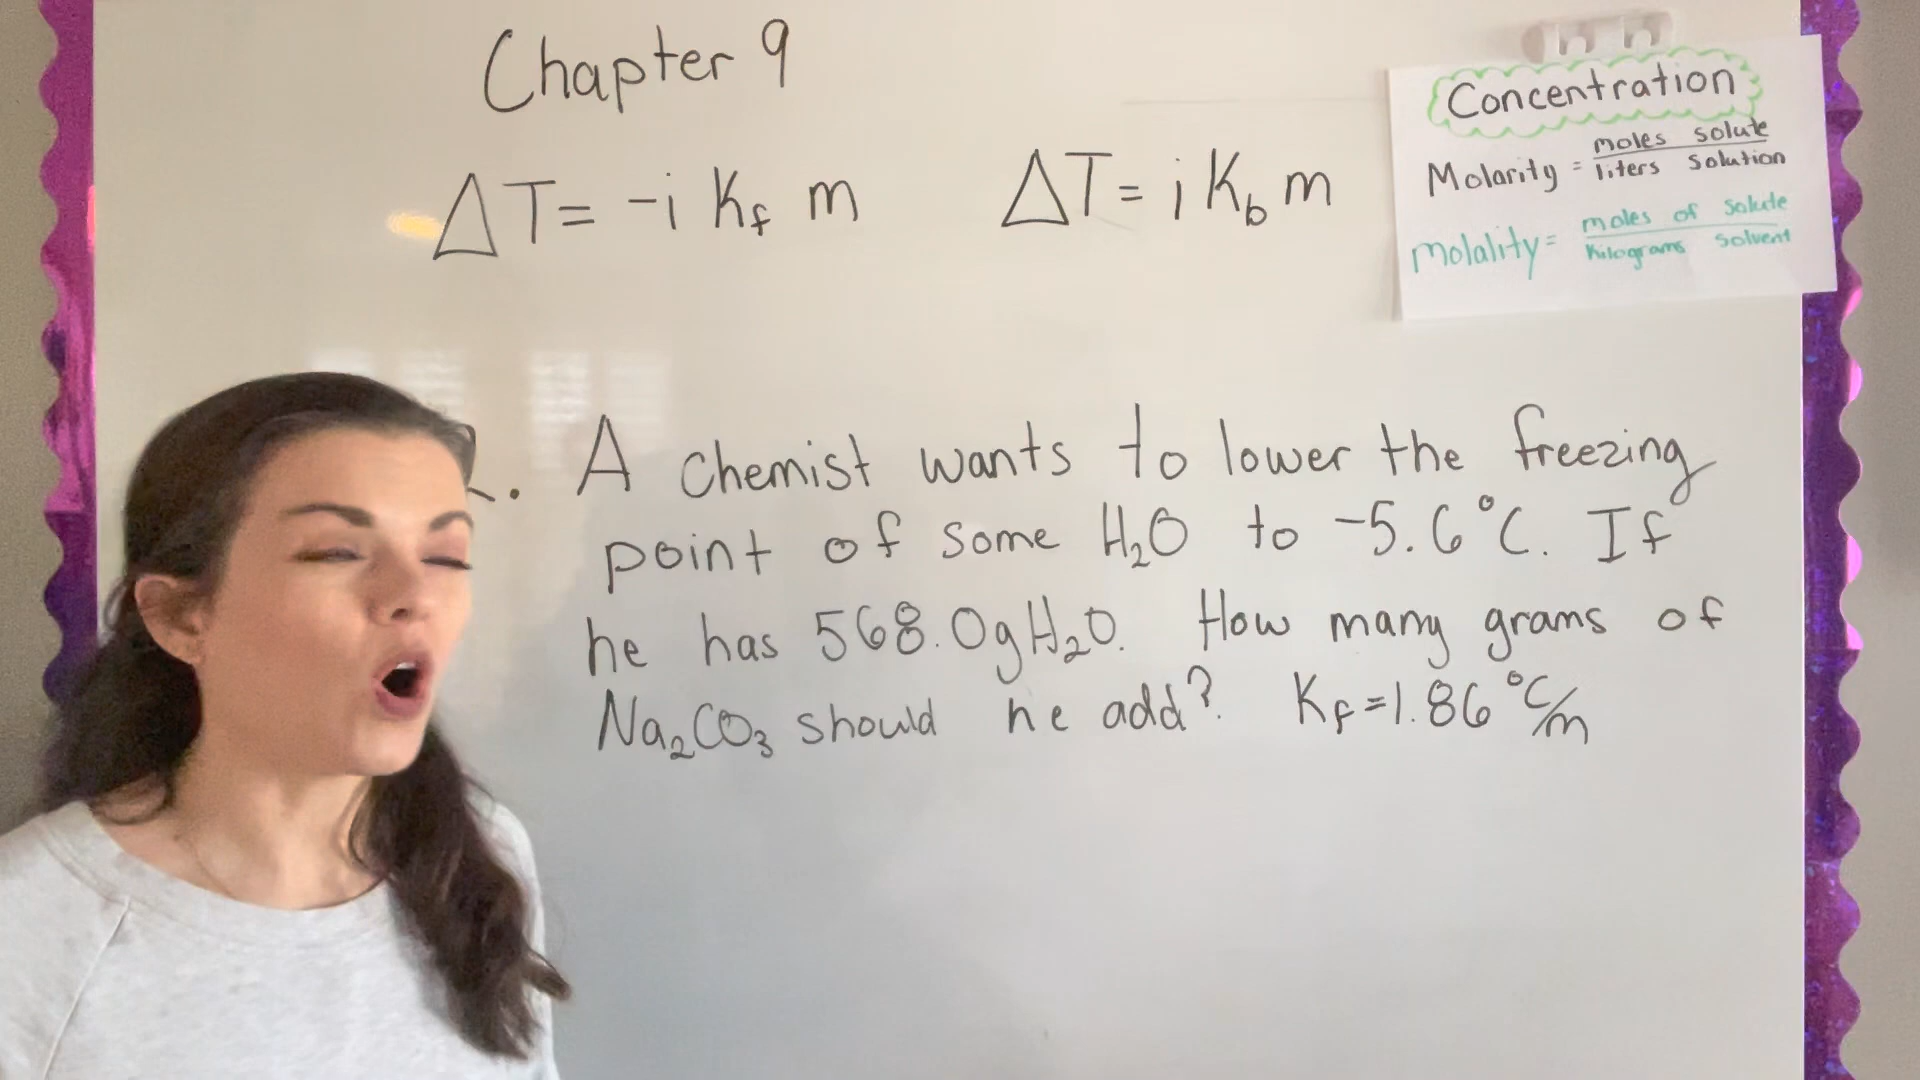 Chapter 9
ΔT = -i Kf m
ΔT = i Kb m
Concentration
Molarity = moles solute / liters solution
molality = moles of solute / kilograms solvent
A chemist wants to lower the freezing
point of some H₂O to -5.6°C. If
he has 568.0g H₂O. How many grams of
Na₂CO₃ should he add? Kf = 1.86 °C/m